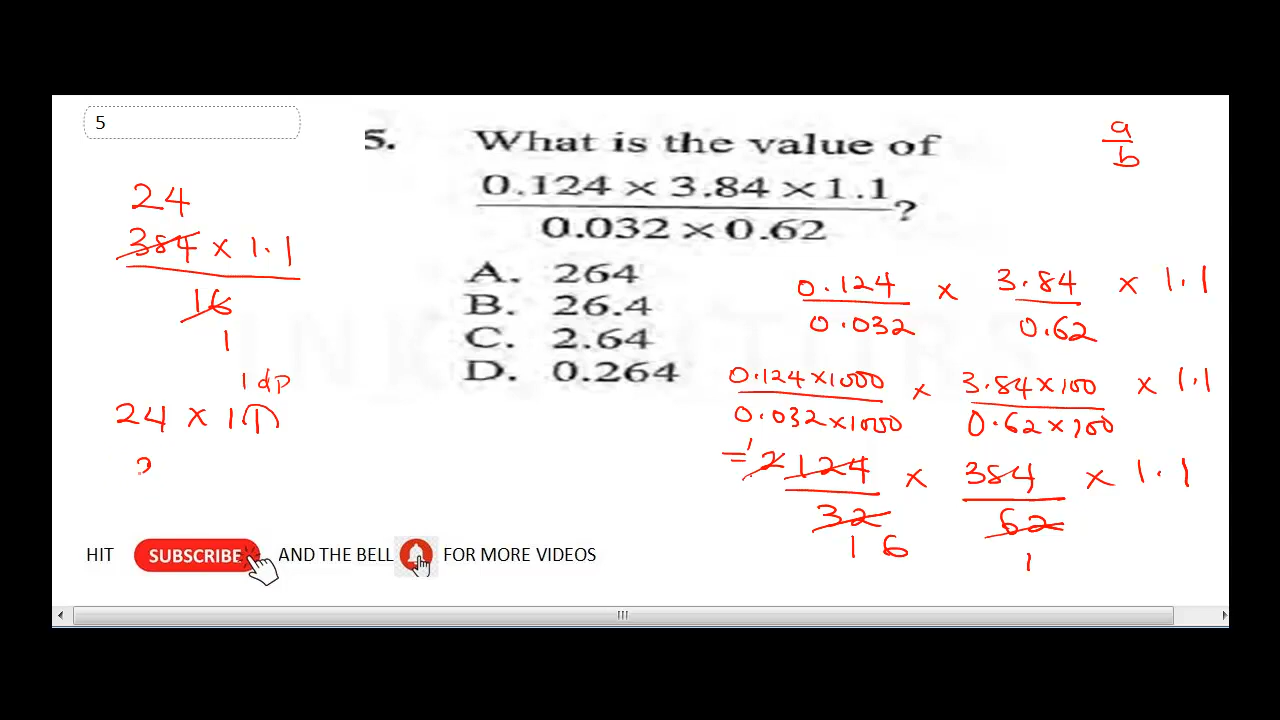 5
5. What is the value of
0.124 × 3.84 × 1.1
0.032 × 0.62
?
A. 264
B. 26.4
C. 2.64
D. 0.264
a
b
0.124 × 3.84 × 1.1
0.032 0.62
0.124×1000 × 3.84×100 × 1.1
0.032×1000 0.62×100
= 1 2 124 × 384 × 1.1
32 62
16 1
24
384 × 1.1
16
1
1dp
24 × 11
2
HIT SUBSCRIBE AND THE BELL FOR MORE VIDEOS